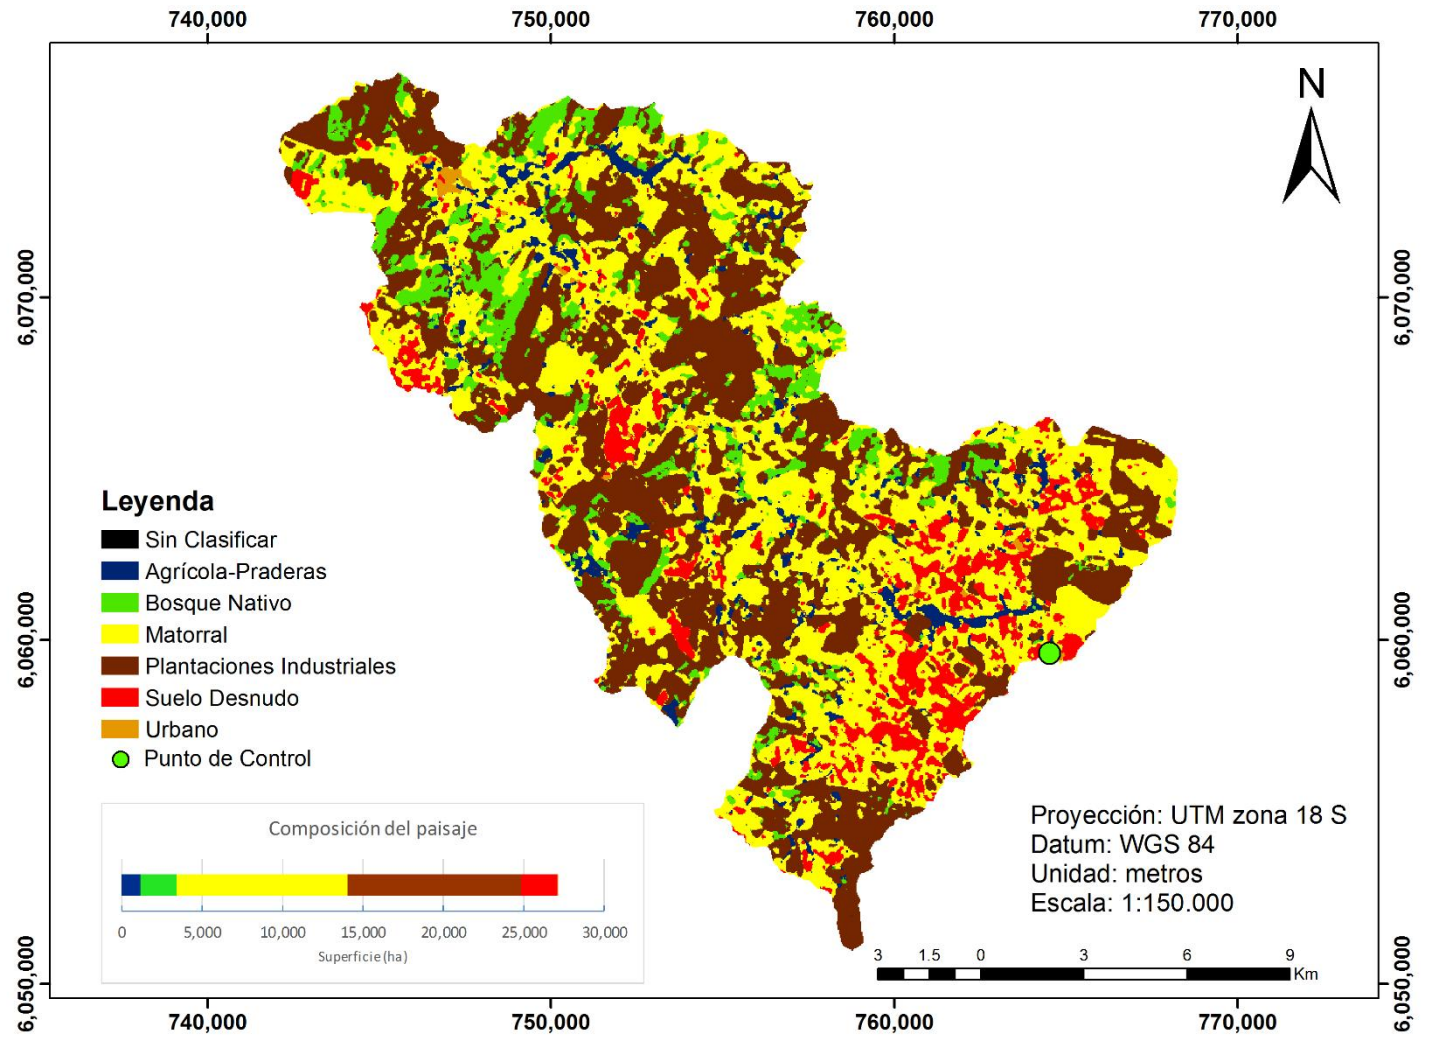 740,000 750,000 760,000 770,000
N
6,070,000 6,070,000
Leyenda
Sin Clasificar
Agrícola-Praderas
Bosque Nativo
Matorral
Plantaciones Industriales
Suelo Desnudo
Urbano
Punto de Control
6,060,000 6,060,000
Composición del paisaje
0 5,000 10,000 15,000 20,000 25,000 30,000
Superficie (ha)
Proyección: UTM zona 18 S
Datum: WGS 84
Unidad: metros
Escala: 1:150.000
3 1.5 0 3 6 9
Km
6,050,000 6,050,000
740,000 750,000 760,000 770,000